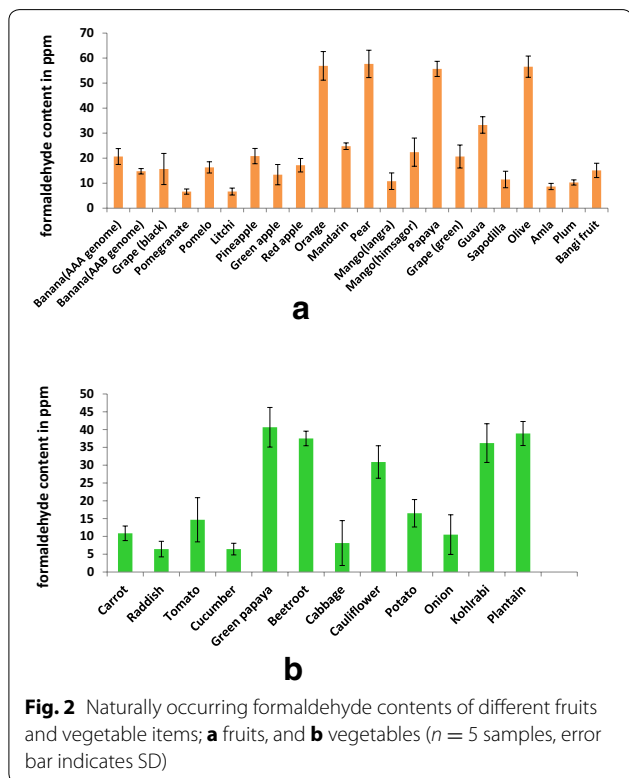 formaldehyde content in ppm
70
60
50
40
30
20
10
0
Banana(AAA genome)
Banana(AAB genome)
Grape (black)
Pomegranate
Pomelo
Litchi
Pineapple
Green apple
Red apple
Orange
Mandarin
Pear
Mango(langra)
Mango(himsagor)
Papaya
Grape (green)
Guava
Sapodilla
Olive
Amla
Plum
Bangi fruit
a
formaldehyde content in ppm
50
45
40
35
30
25
20
15
10
5
0
Carrot
Raddish
Tomato
Cucumber
Green papaya
Beetroot
Cabbage
Cauliflower
Potato
Onion
Kohlrabi
Plantain
b
Fig. 2 Naturally occurring formaldehyde contents of different fruits
and vegetable items; a fruits, and b vegetables (n = 5 samples, error
bar indicates SD)